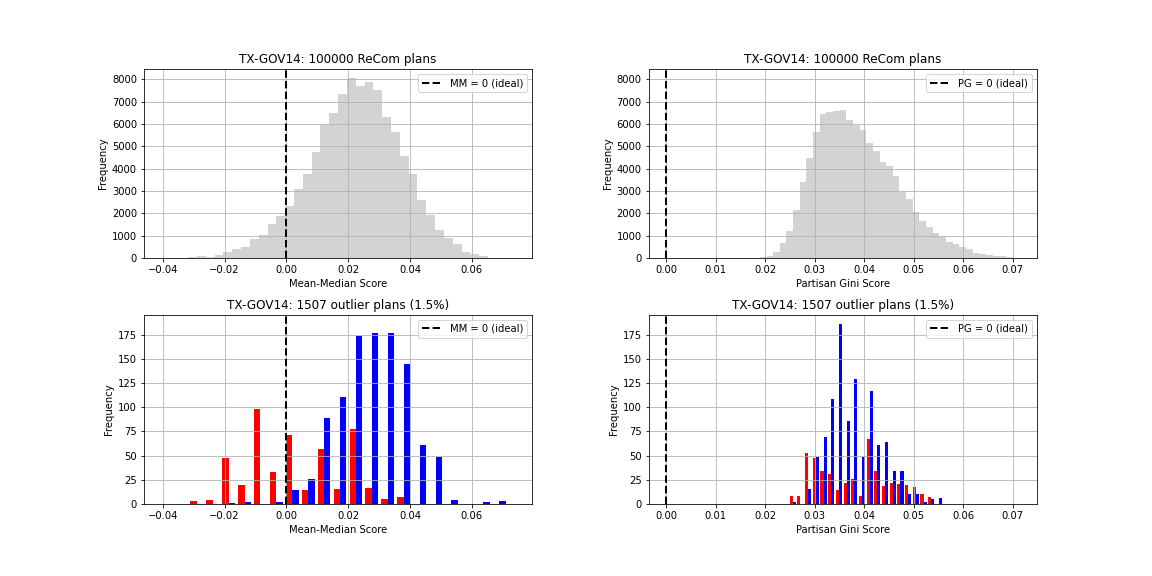 TX-GOV14: 100000 ReCom plans
MM = 0 (ideal)
Frequency
8000
7000
6000
5000
4000
3000
2000
1000
0
−0.04 −0.02 0.00 0.02 0.04 0.06
Mean-Median Score
TX-GOV14: 100000 ReCom plans
PG = 0 (ideal)
Frequency
8000
7000
6000
5000
4000
3000
2000
1000
0
0.00 0.01 0.02 0.03 0.04 0.05 0.06 0.07
Partisan Gini Score
TX-GOV14: 1507 outlier plans (1.5%)
MM = 0 (ideal)
Frequency
175
150
125
100
75
50
25
0
−0.04 −0.02 0.00 0.02 0.04 0.06
Mean-Median Score
TX-GOV14: 1507 outlier plans (1.5%)
PG = 0 (ideal)
Frequency
175
150
125
100
75
50
25
0
0.00 0.01 0.02 0.03 0.04 0.05 0.06 0.07
Partisan Gini Score